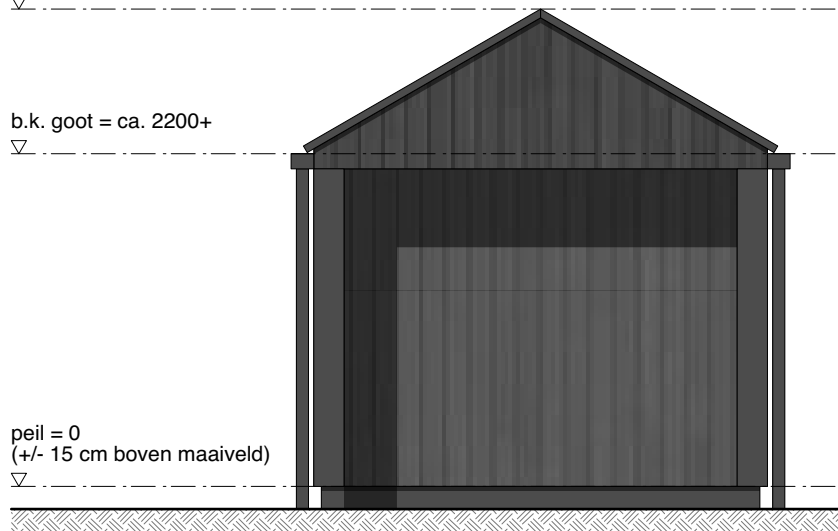 b.k. goot = ca. 2200+
peil = 0
(+/- 15 cm boven maaiveld)